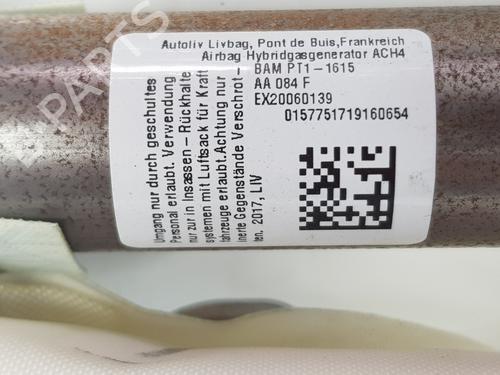 Autoliv Livbag, Pont de Buis,Frankreich
Airbag Hybridgasgenerator ACH4
BAM PT1-1615
AA 084 F
EX20060139
0157751719160654
Umgang nur durch geschultes
Personal erlaubt. Verwendung
nur zur in Insassen - Rückhalte
systemen mit Luftsack für Kraft
fahrzeuge erlaubt.Achtung nur
inerte Gegenstände Verschrot-
ten. 2017, LIV
B-PARTS